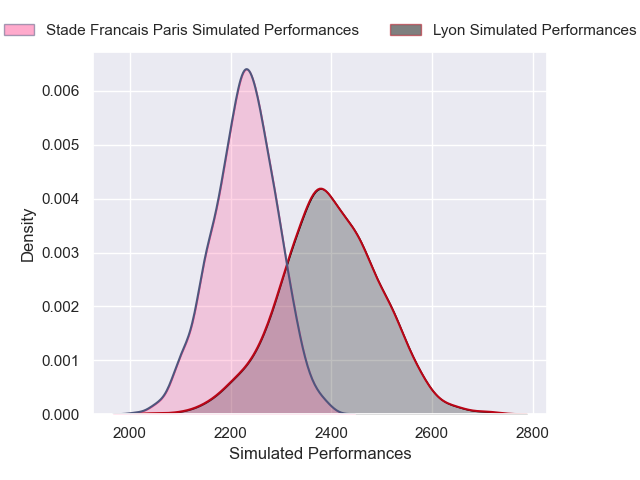 Stade Francais Paris Simulated Performances
Lyon Simulated Performances
0.006
0.005
0.004
0.003
0.002
0.001
0.000
Density
2000 2200 2400 2600 2800
Simulated Performances